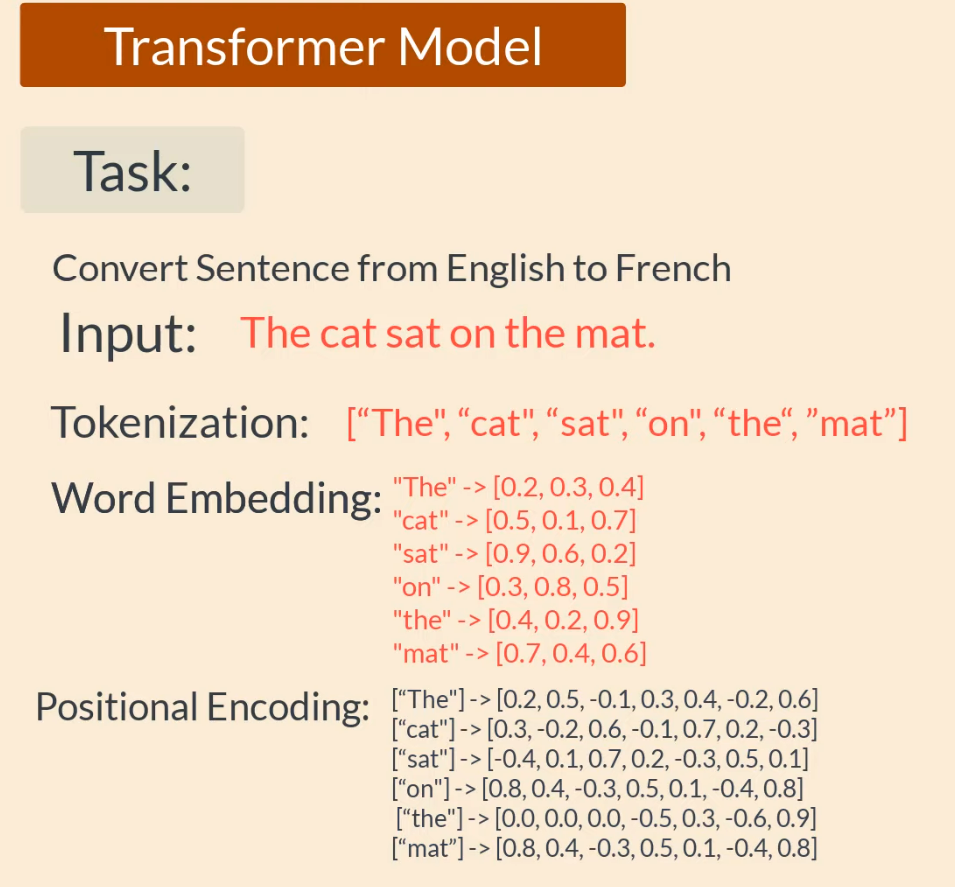 Transformer Model
Task:
Convert Sentence from English to French
Input: The cat sat on the mat.
Tokenization: [“The", “cat", “sat", “on", “the“, ”mat”]
Word Embedding: "The" -> [0.2, 0.3, 0.4]
"cat" -> [0.5, 0.1, 0.7]
"sat" -> [0.9, 0.6, 0.2]
"on" -> [0.3, 0.8, 0.5]
"the" -> [0.4, 0.2, 0.9]
"mat" -> [0.7, 0.4, 0.6]
Positional Encoding: [“The"] -> [0.2, 0.5, -0.1, 0.3, 0.4, -0.2, 0.6]
[“cat"] -> [0.3, -0.2, 0.6, -0.1, 0.7, 0.2, -0.3]
[“sat"] -> [-0.4, 0.1, 0.7, 0.2, -0.3, 0.5, 0.1]
[“on"] -> [0.8, 0.4, -0.3, 0.5, 0.1, -0.4, 0.8]
[“the"] -> [0.0, 0.0, 0.0, -0.5, 0.3, -0.6, 0.9]
[“mat”] -> [0.8, 0.4, -0.3, 0.5, 0.1, -0.4, 0.8]